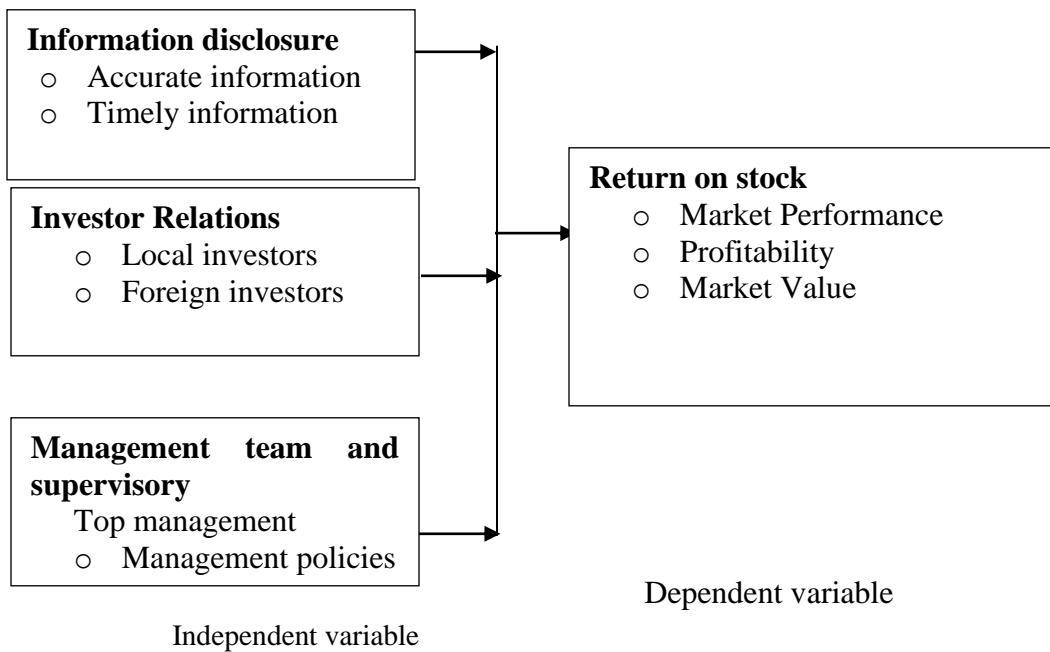 Information disclosure
o Accurate information
o Timely information
Investor Relations
o Local investors
o Foreign investors
Management team and
supervisory
Top management
o Management policies
Return on stock
o Market Performance
o Profitability
o Market Value
Dependent variable
Independent variable